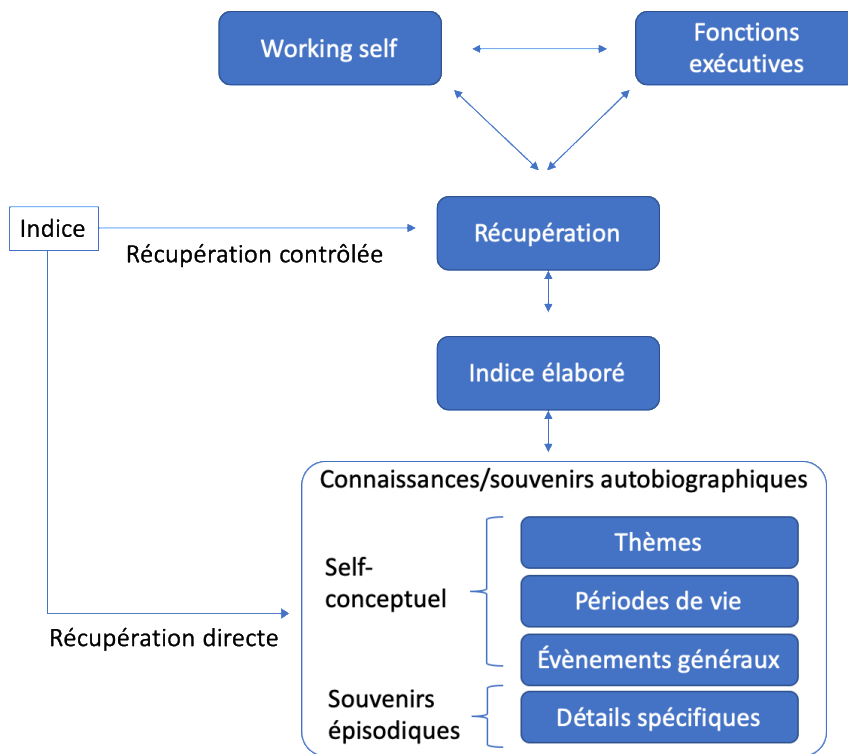 Working self
Fonctions
exécutives
Indice
Récupération contrôlée
Récupération
Indice élaboré
Connaissances/souvenirs autobiographiques
Self-
conceptuel
Thèmes
Périodes de vie
Évènements généraux
Récupération directe
Souvenirs
épisodiques
Détails spécifiques